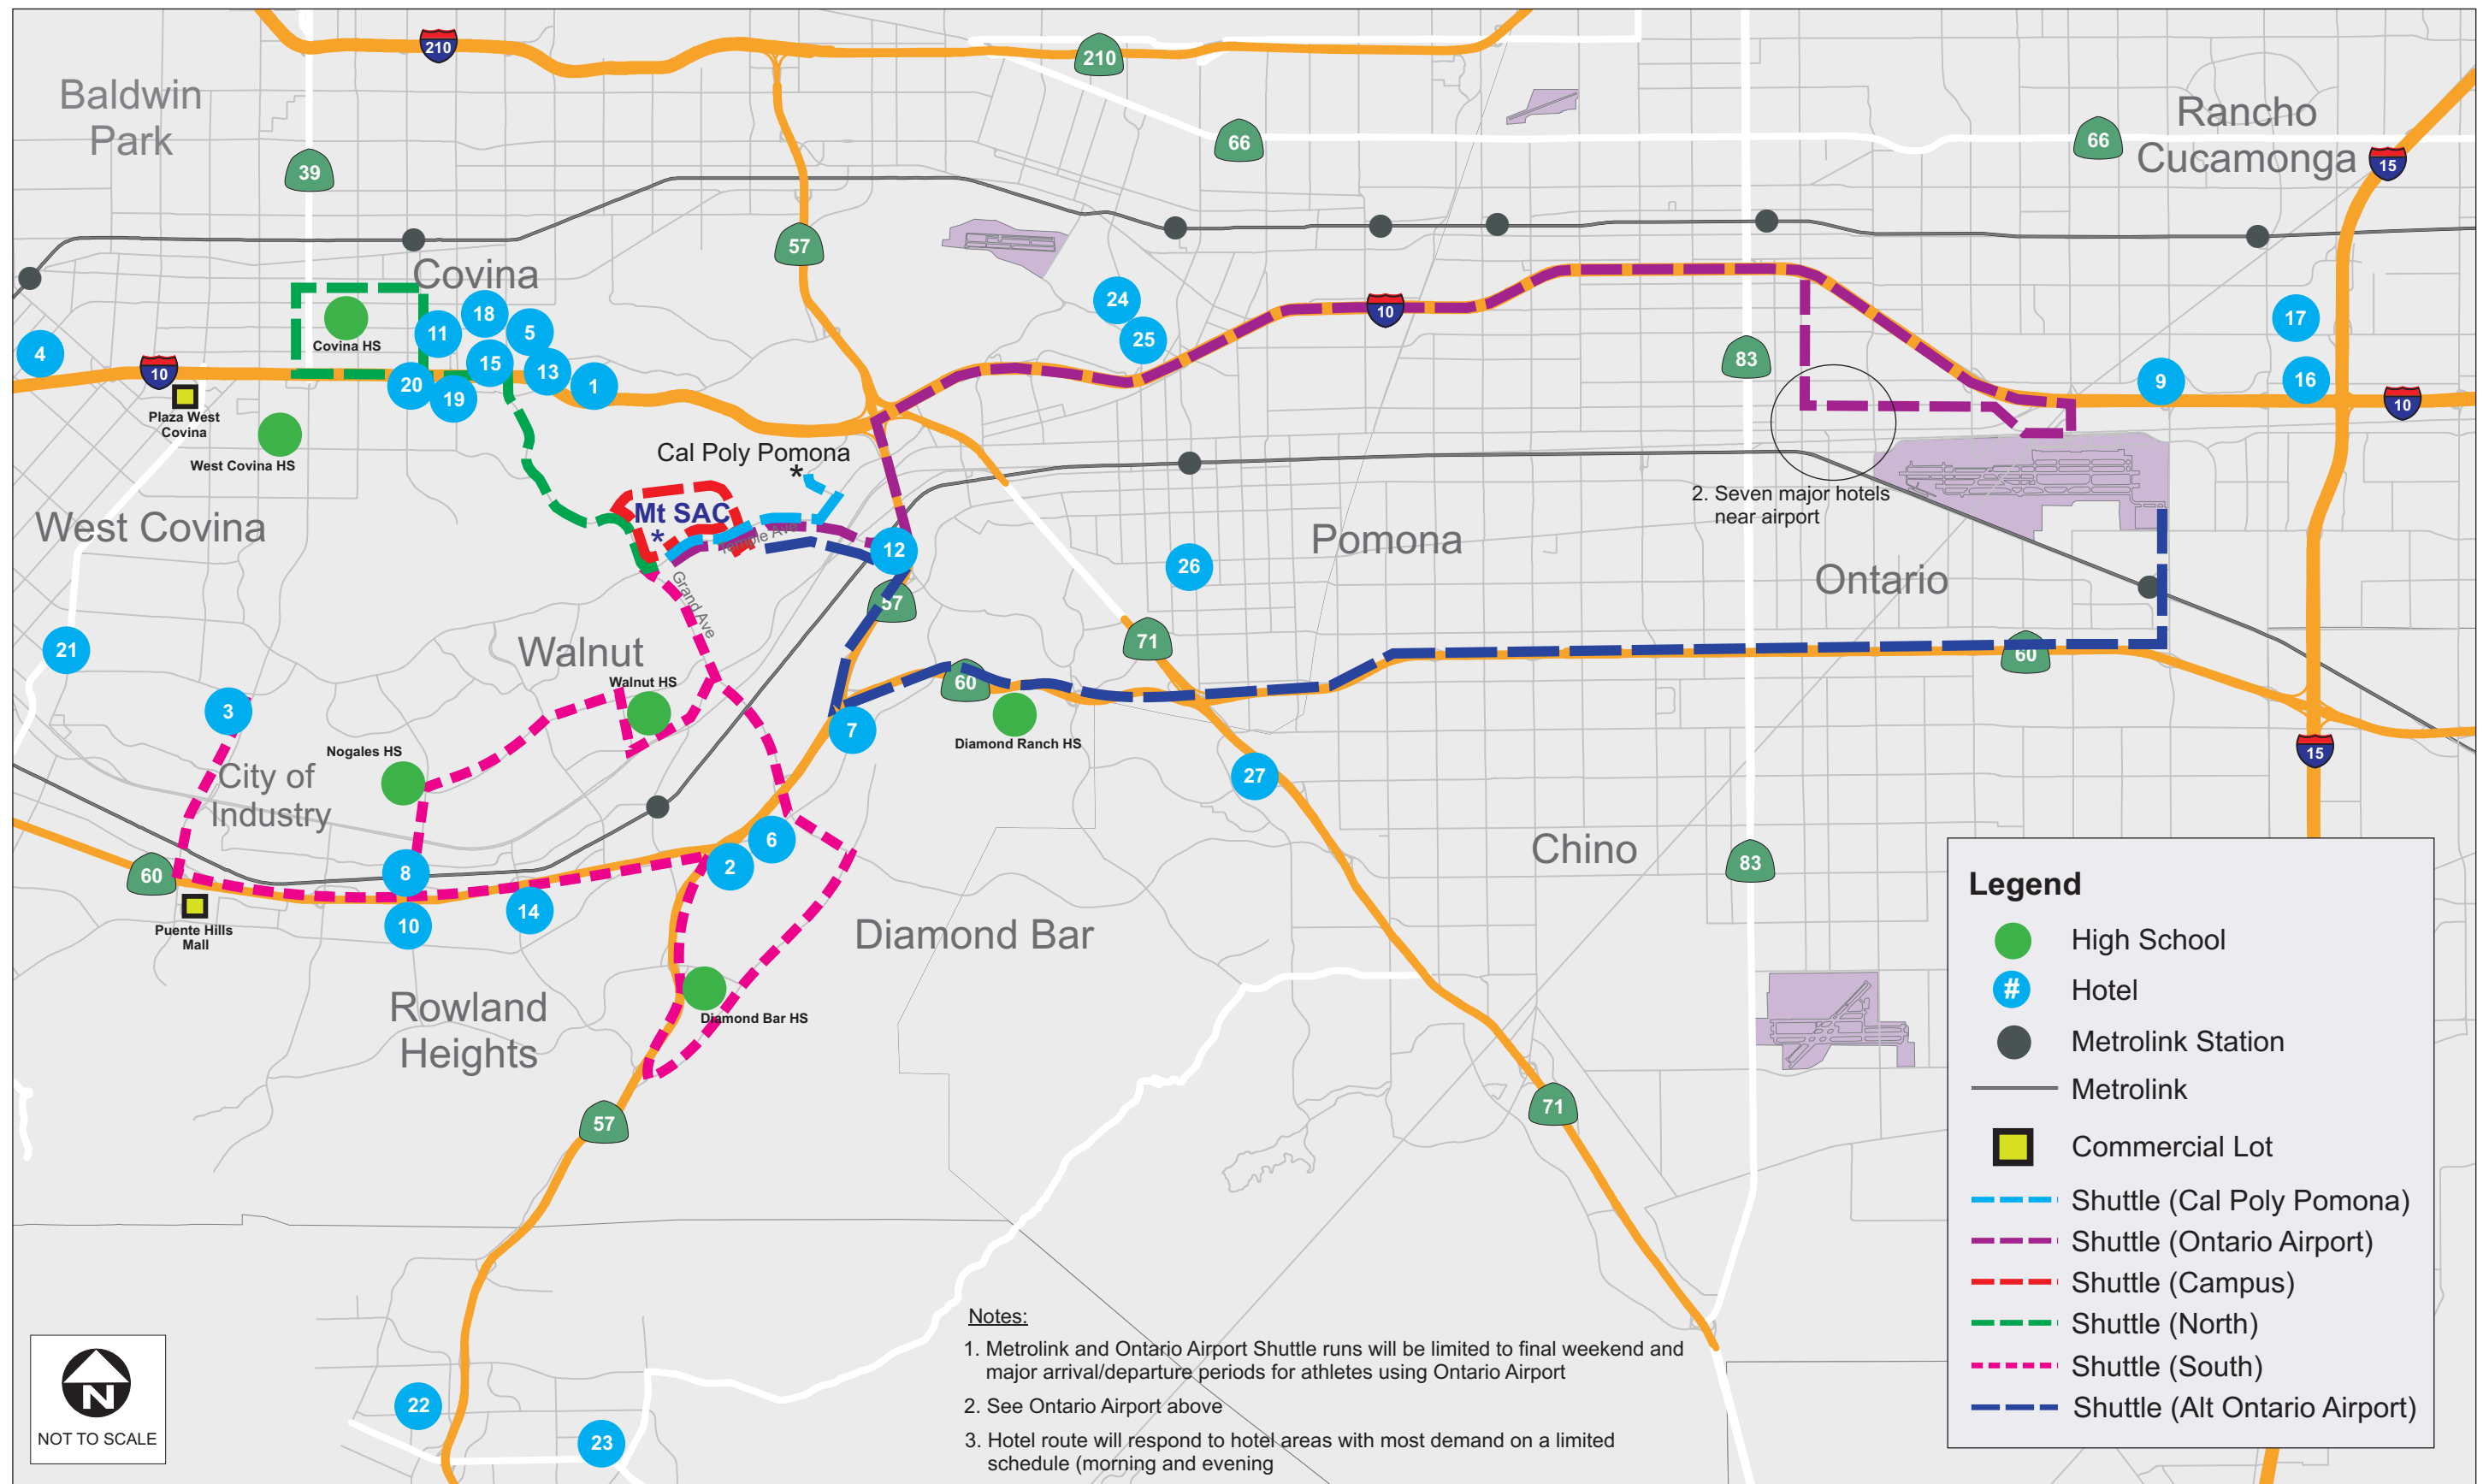 210
210
Baldwin
Park
39
66
66
Rancho
Cucamonga
15
57
Covina
24
18
11
5
25
10
17
Covina HS
4
10
15
13
20
19
1
83
9
16
10
Plaza West
Covina
West Covina HS
Cal Poly Pomona
*
2. Seven major hotels
near airport
West Covina
Mt SAC
*
Temple Ave
12
Pomona
26
Ontario
57
Grand Ave
21
Walnut
71
60
Walnut HS
60
3
7
Diamond Ranch HS
Nogales HS
City of
Industry
27
15
6
2
Chino
83
60
8
14
10
Puente Hills
Mall
Diamond Bar
Rowland
Heights
Diamond Bar HS
57
71
22
23
N
NOT TO SCALE
Notes:
1. Metrolink and Ontario Airport Shuttle runs will be limited to final weekend and
major arrival/departure periods for athletes using Ontario Airport
2. See Ontario Airport above
3. Hotel route will respond to hotel areas with most demand on a limited
schedule (morning and evening
Legend
High School
# Hotel
Metrolink Station
Metrolink
Commercial Lot
Shuttle (Cal Poly Pomona)
Shuttle (Ontario Airport)
Shuttle (Campus)
Shuttle (North)
Shuttle (South)
Shuttle (Alt Ontario Airport)